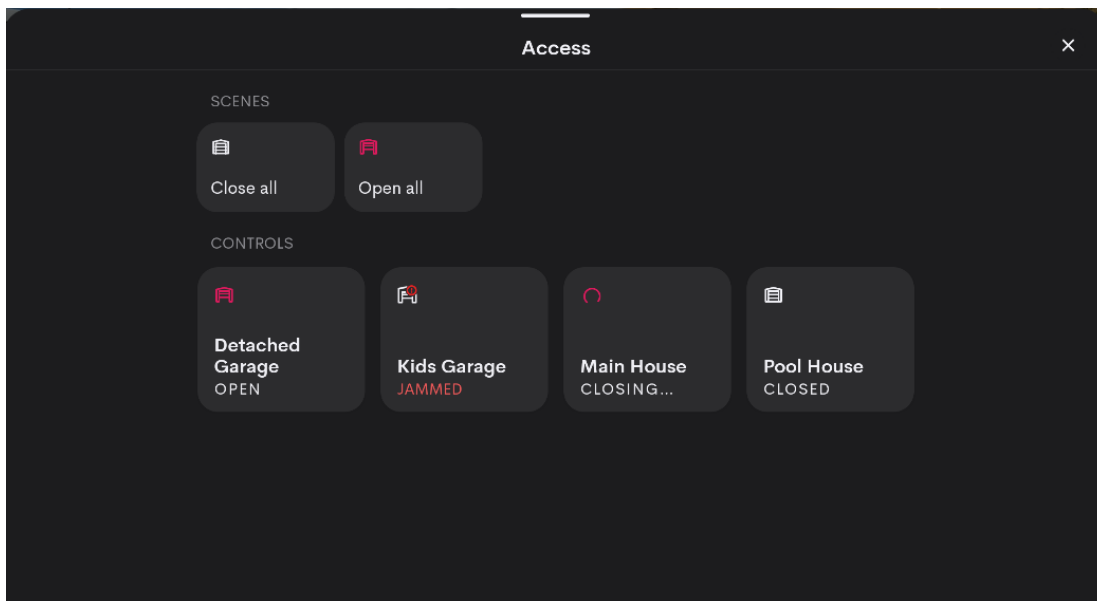 Access
SCENES
Close all
Open all
CONTROLS
Detached
Garage
OPEN
Kids Garage
JAMMED
Main House
CLOSING...
Pool House
CLOSED